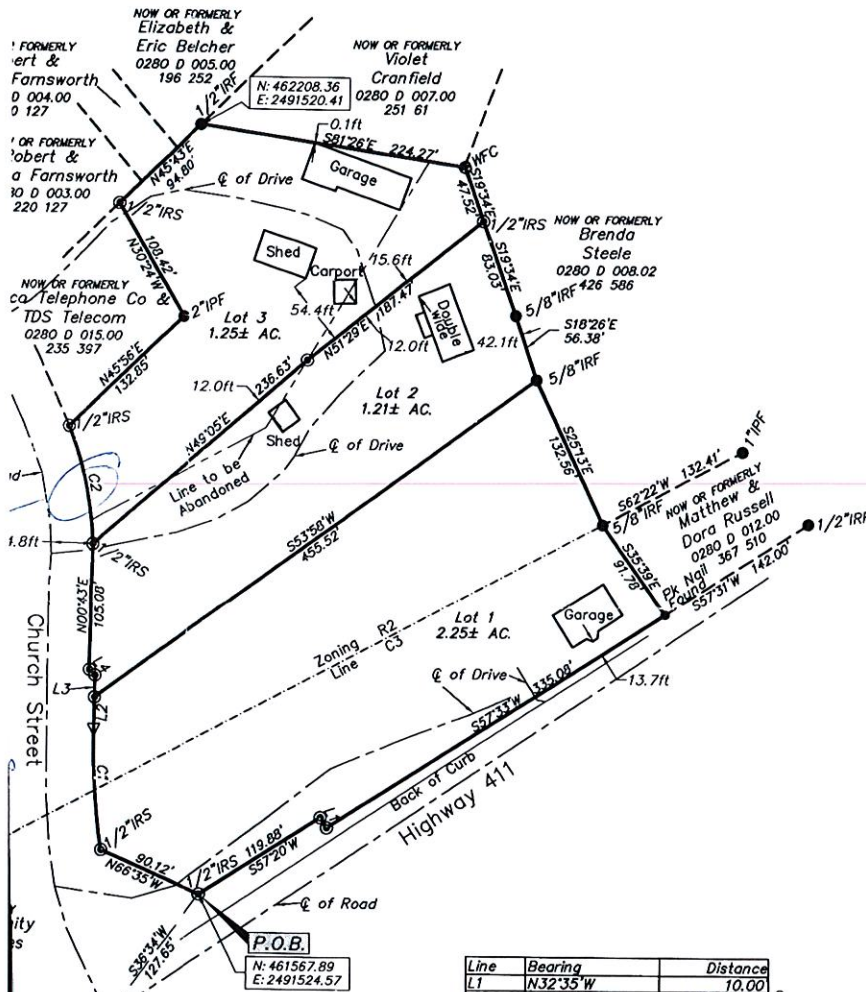 NOW OR FORMERLY
Elizabeth &
Eric Belcher
0280 D 005.00
196 252
FORMERLY
ert &
Farnsworth
D 004.00
127
OR FORMERLY
obert &
a Farnsworth
D 003.00
220 127
NOW OR FORMERLY
Violet
Cranfield
0280 D 007.00
251 61
1/2"IRF
N: 462208.36
E: 2491520.41
0.1ft
S81°26'E
224.27'
WFC
N45°43'E
94.80'
℄ of Drive
Garage
S19°34'E
47.52'
1/2"IRS
1/2"IRS
NOW OR FORMERLY
Brenda
Steele
0280 D 008.02
426 586
108.42'
N30°24'W
Shed
Carport
15.6ft
187.47'
N51°29'E
54.4ft
12.0ft
Double
wide
S19°34'E
83.03'
NOW OR FORMERLY
Telephone Co &
TDS Telecom
0280 D 015.00
235 397
2"IPF
Lot 3
1.25± AC.
5/8"IRF
S18°26'E
56.38'
42.1ft
N45°56'E
132.85'
236.63'
N49°05'E
12.0ft
5/8"IRF
Lot 2
1.21± AC.
1/2"IRS
Shed
℄ of Drive
Line to be
Abandoned
C2
S25°13'E
132.56'
1"IPF
S62°22'W 132.41'
NOW OR FORMERLY
Matthew &
Dora Russell
0280 D 012.00
367 510
S53°58'W
455.52'
5/8"IRF
1/2"IRF
.8ft
1/2"IRS
N00°43'E
105.08'
S35°39'E
91.78'
Pk Nail
Found
S57°31'W 142.00'
Lot 1
2.25± AC.
Garage
Zoning R2
Line C3
Church Street
L3
L2
C1
℄ of Drive
335.08'
S57°33'W
13.7ft
Back of Curb
Highway 411
1/2"IRS
90.12'
N66°35'W
1/2"IRS
119.88'
S57°20'W
℄ of Road
S36°34'W
127.65'
P.O.B.
N: 461567.89
E: 2491524.57
Line Bearing Distance
L1 N32°35'W 10.00